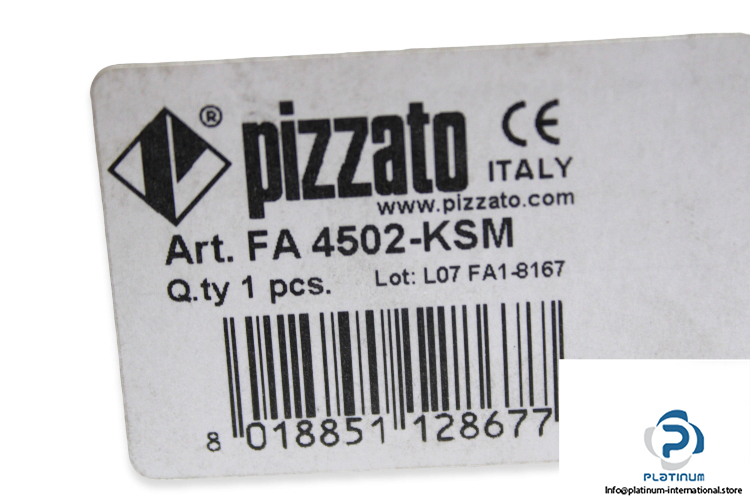 ® pizzato CE
ITALY
www.pizzato.com
Art. FA 4502-KSM
Q.ty 1 pcs. Lot: L07 FA1-8167
8 018851 128677
PLATINUM
Info@platinum-international.store